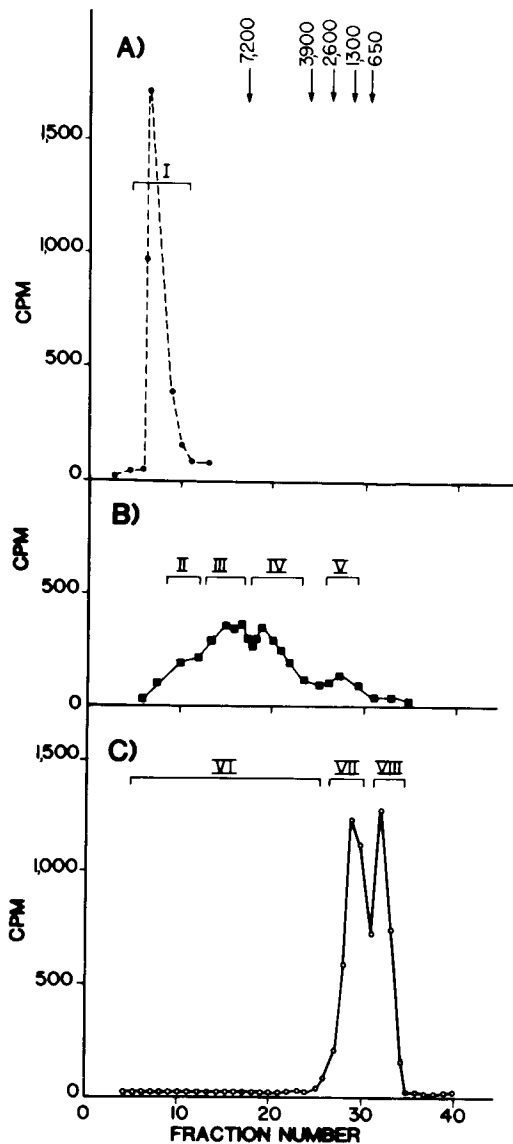 A)
7,200
3,900
2,600
1,300
650
1,500
I
1,000
CPM
500
0
B)
CPM
II
III
IV
V
500
0
C)
1,500
VI
VII
VIII
1,000
CPM
500
0
0
10
20
30
40
FRACTION NUMBER